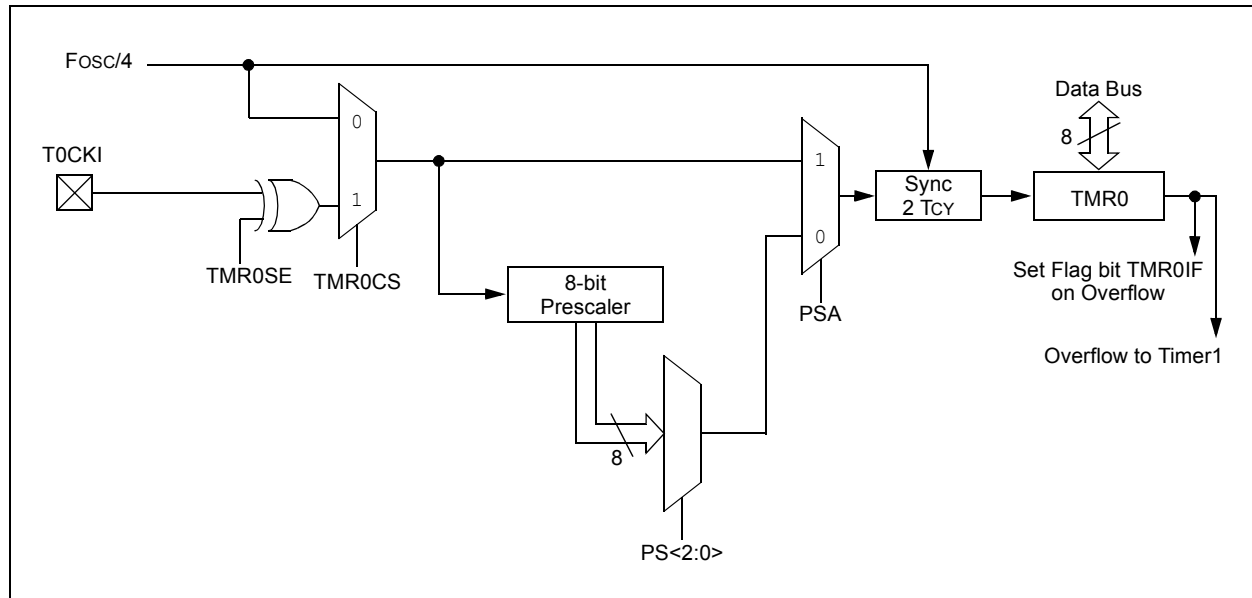 FOSC/4
Data Bus
8
T0CKI
0
1
1
0
Sync
2 TCY
TMR0
TMR0SE
TMR0CS
8-bit
Prescaler
PSA
Set Flag bit TMR0IF
on Overflow
Overflow to Timer1
8
PS<2:0>